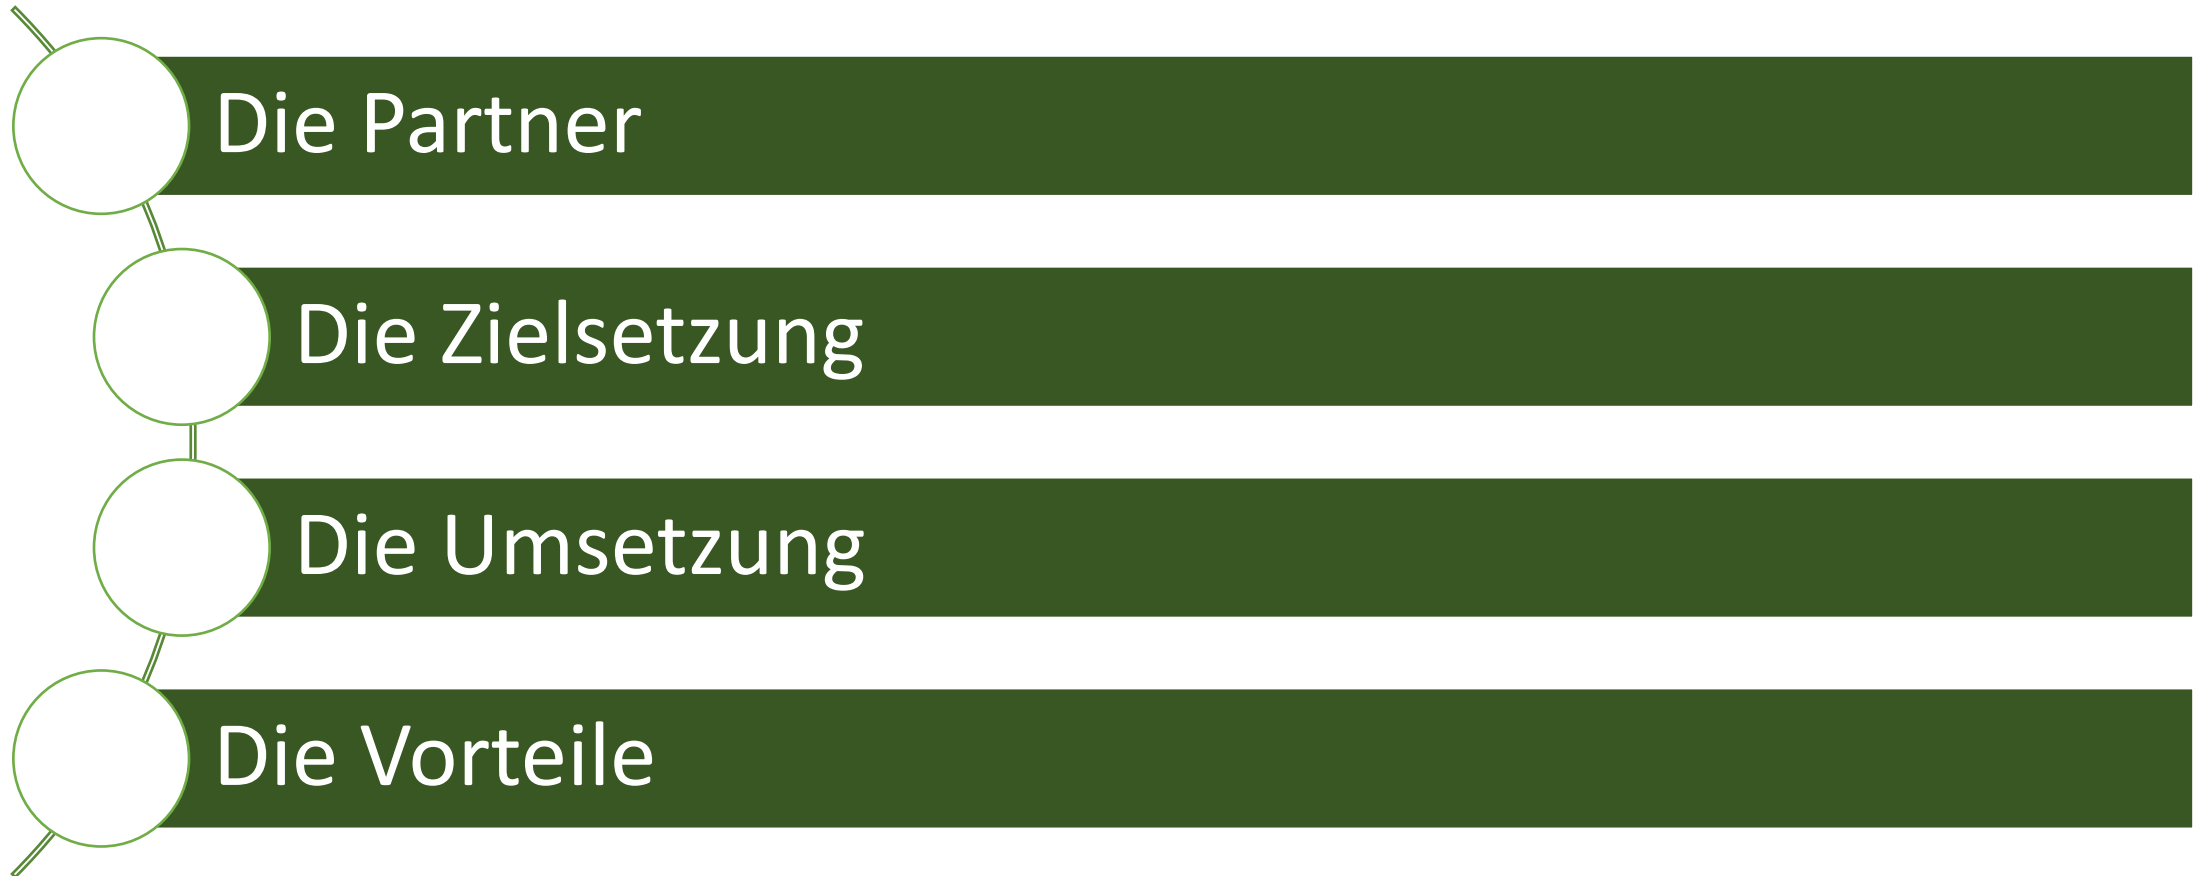 Die Partner
Die Zielsetzung
Die Umsetzung
Die Vorteile